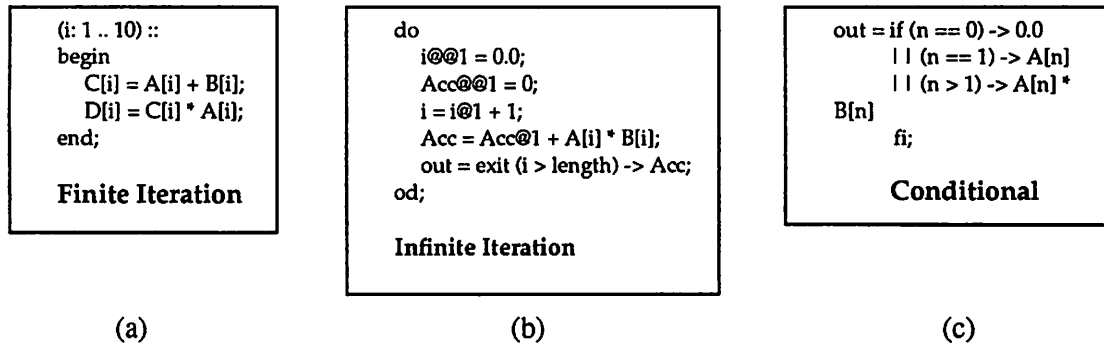 (i: 1 .. 10) ::
begin
C[i] = A[i] + B[i];
D[i] = C[i] * A[i];
end;
Finite Iteration
do
i@@1 = 0.0;
Acc@@1 = 0;
i = i@1 + 1;
Acc = Acc@1 + A[i] * B[i];
out = exit (i > length) -> Acc;
od;
Infinite Iteration
out = if (n == 0) -> 0.0
|| (n == 1) -> A[n]
|| (n > 1) -> A[n] *
B[n]
fi;
Conditional
(a)
(b)
(c)